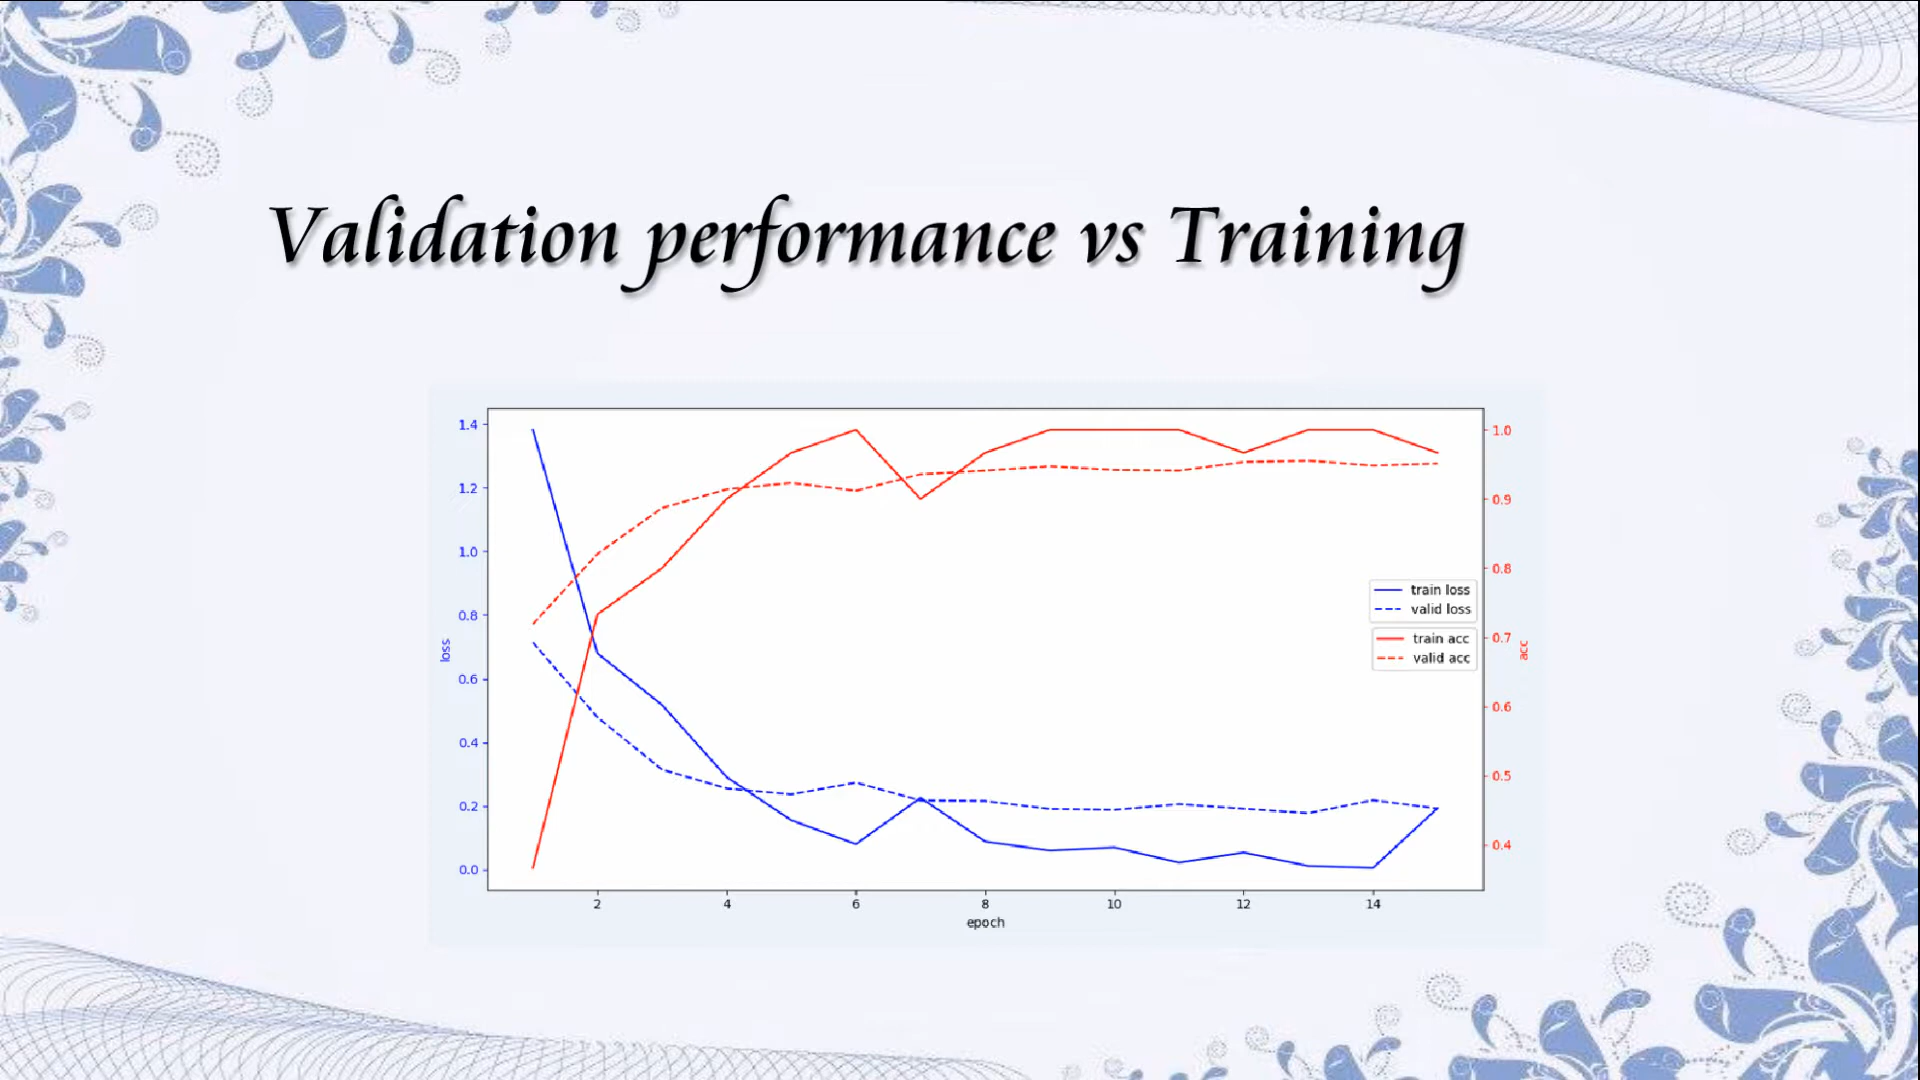 Validation performance vs Training
1.4
1.2
1.0
0.8
0.6
0.4
0.2
0.0
loss
2 4 6 8 10 12 14
epoch
1.0
0.9
0.8
0.7
0.6
0.5
0.4
acc
train loss
valid loss
train acc
valid acc